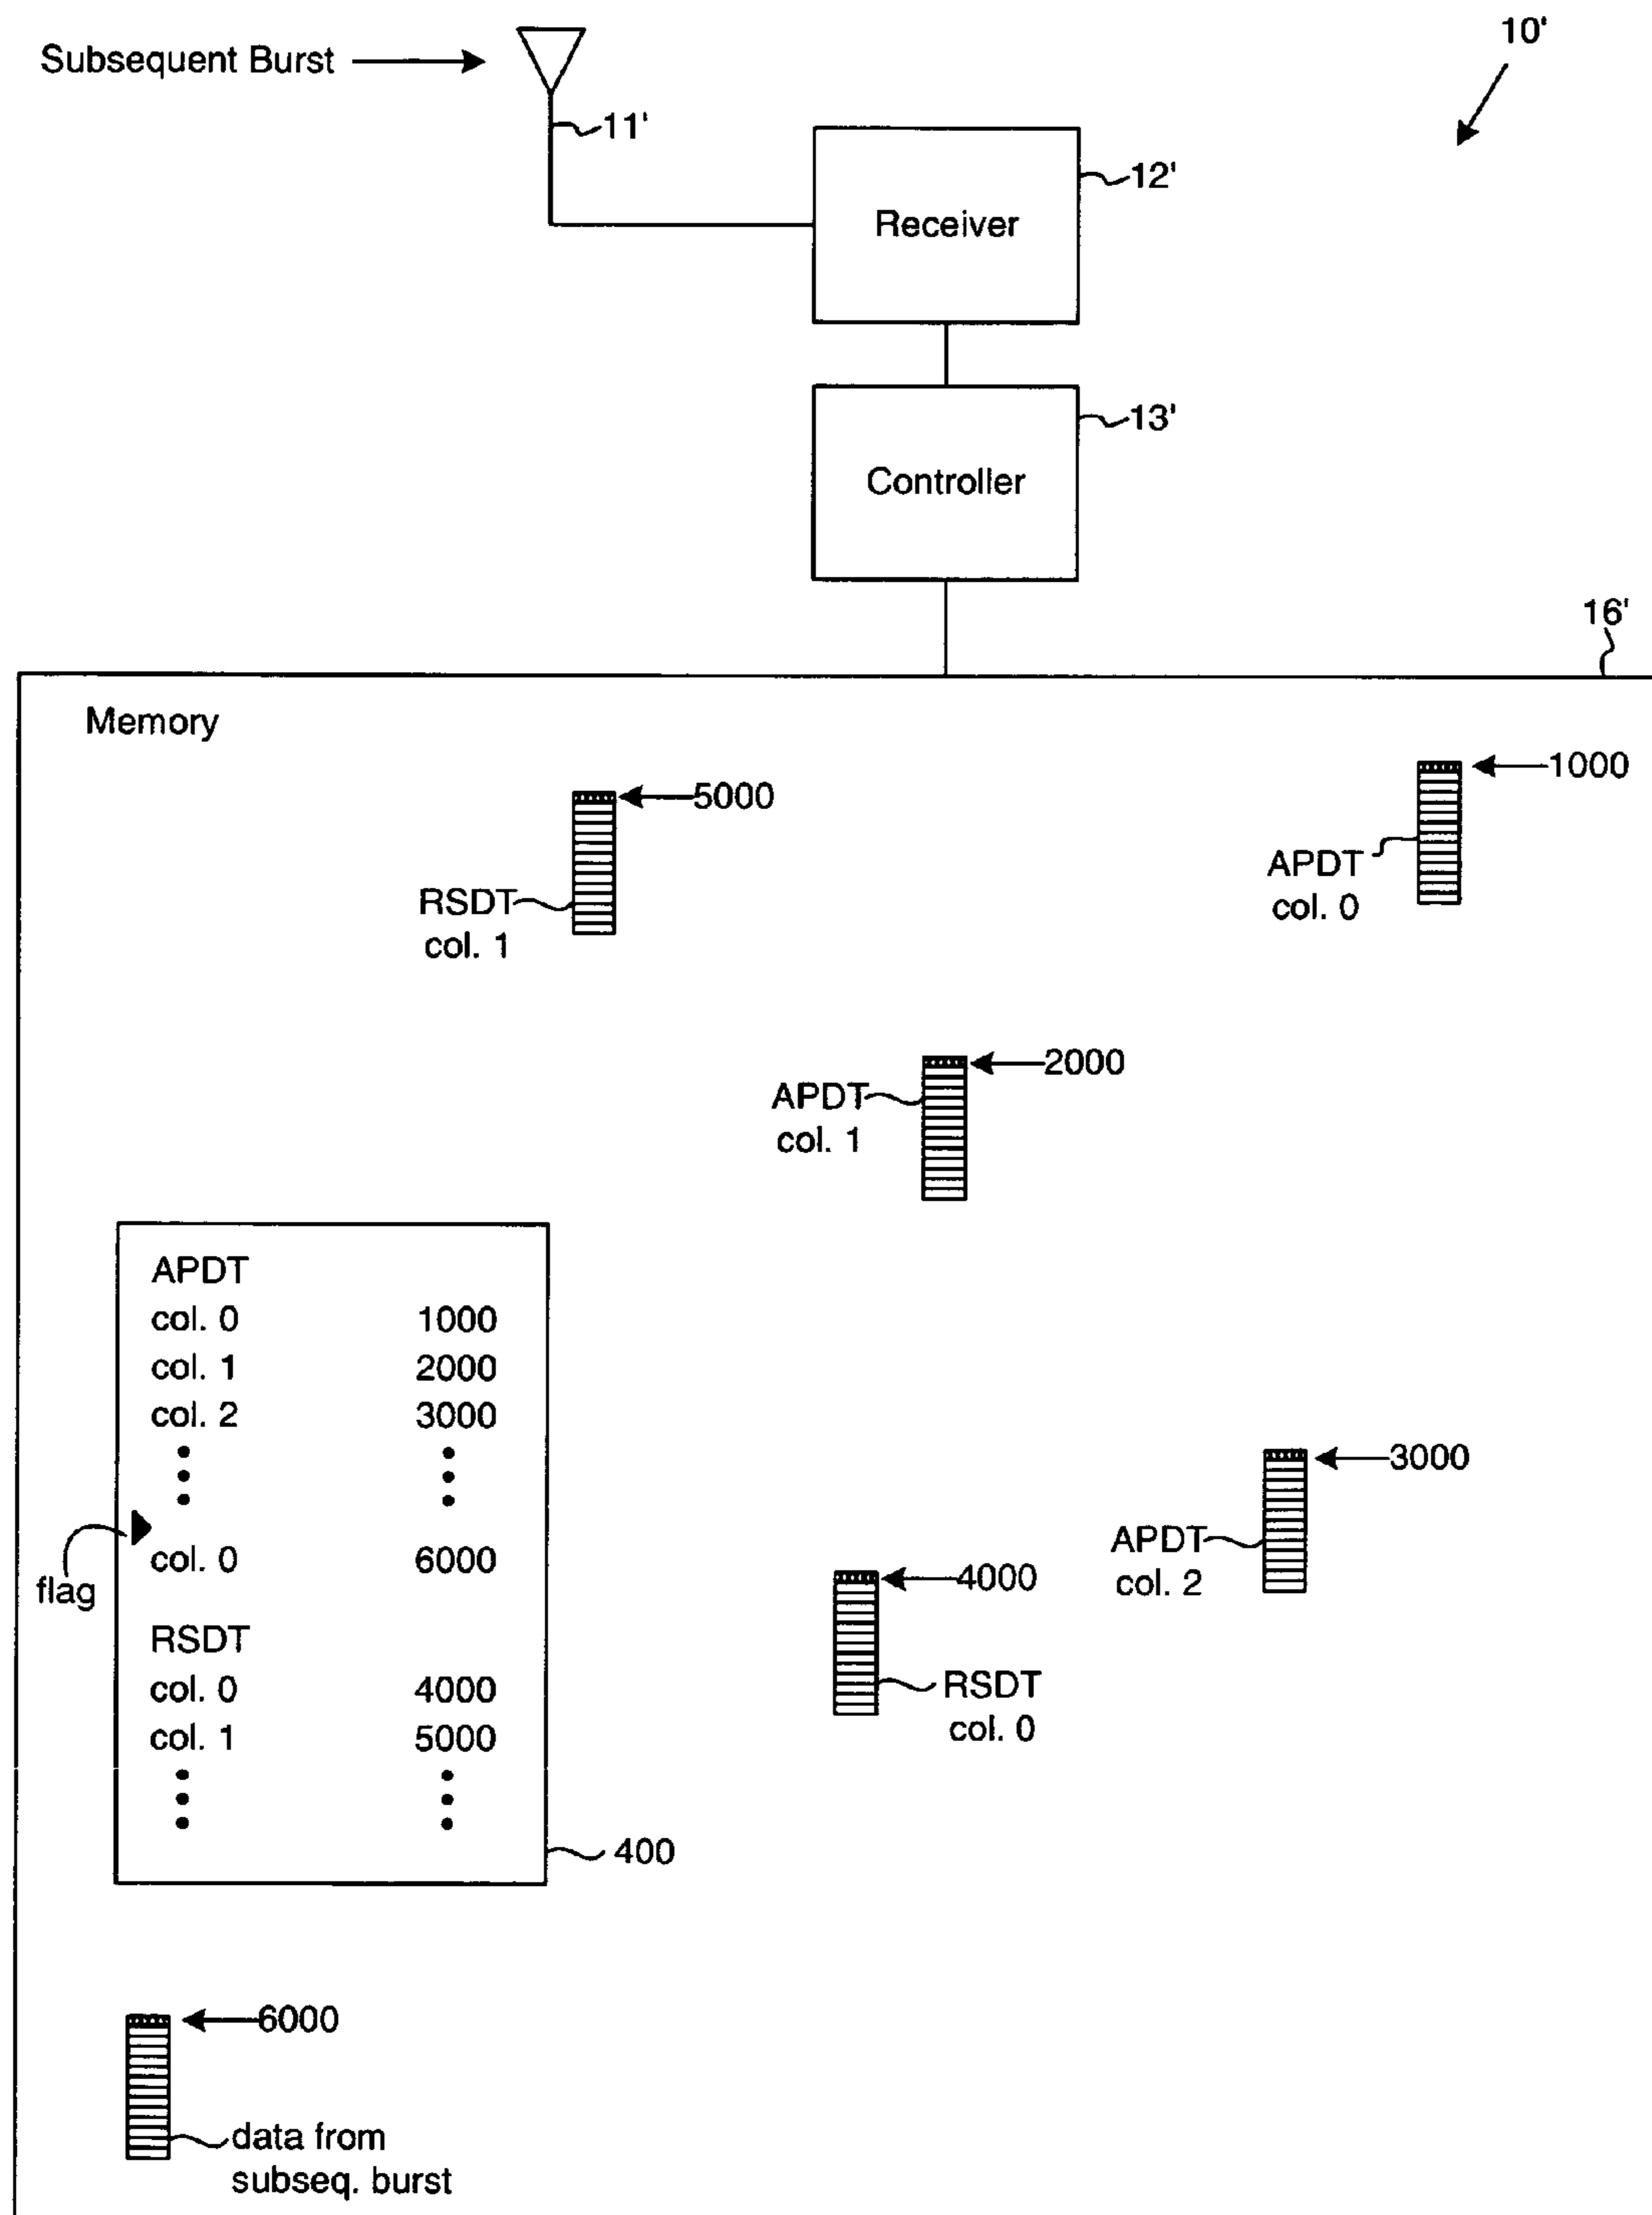 Subsequent Burst
10'
11'
12'
Receiver
13'
Controller
16'
Memory
5000
1000
RSDT
col. 1
APDT
col. 0
2000
APDT
col. 1
APDT
col. 0 1000
col. 1 2000
col. 2 3000
flag
col. 0 6000
RSDT
col. 0 4000
col. 1 5000
400
3000
APDT
col. 2
4000
RSDT
col. 0
6000
data from
subseq. burst